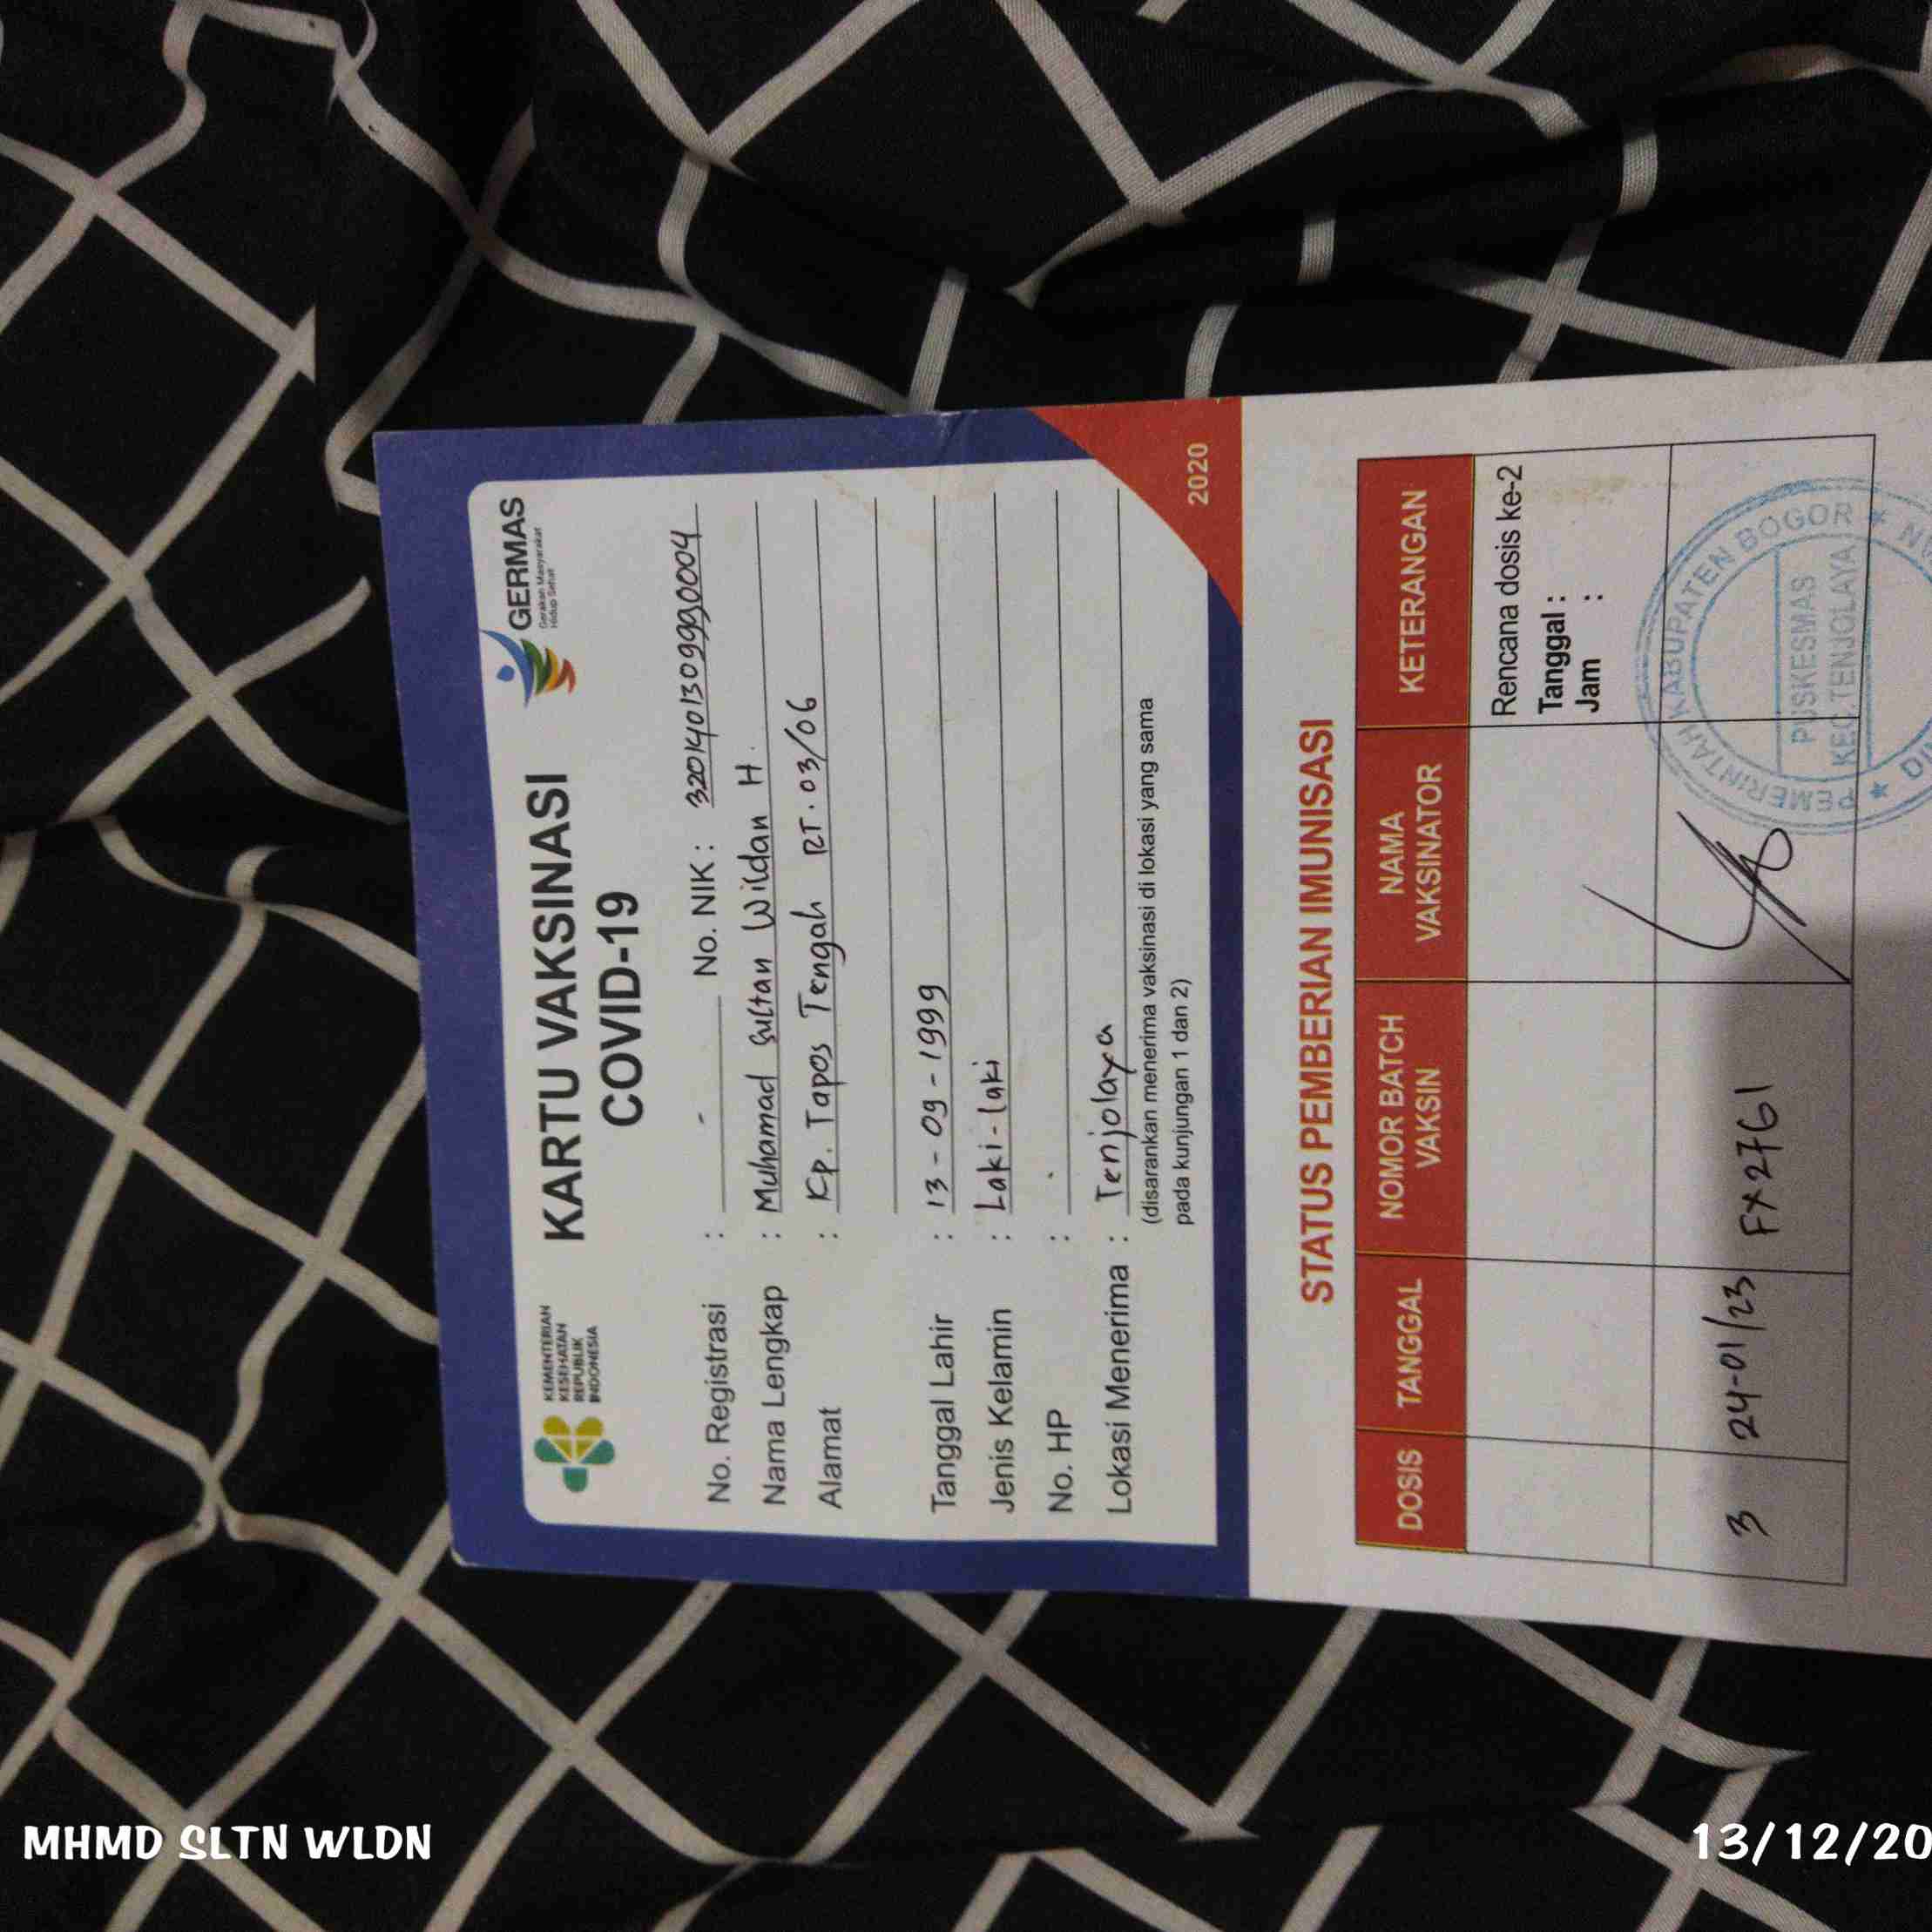 KEMENTERIAN
KESEHATAN
REPUBLIK
INDONESIA
KARTU VAKSINASI
COVID-19
GERMAS
Gerakan Masyarakat
Hidup Sehat
No. Registrasi : - No. NIK : 3201401309990004
Nama Lengkap : Muhamad Sultan Wildan H.
Alamat : Kp. Tapos Tengah RT. 03/06
Tanggal Lahir : 13-09-1999
Jenis Kelamin : Laki-laki
No. HP :
Lokasi Menerima : Tenjolaya
(disarankan menerima vaksinasi di lokasi yang sama
pada kunjungan 1 dan 2)
2020
STATUS PEMBERIAN IMUNISASI
DOSIS TANGGAL NOMOR BATCH VAKSIN NAMA VAKSINATOR KETERANGAN
Rencana dosis ke-2
Tanggal :
Jam :
3 24-01/23 FX2761
PEMERINTAH KABUPATEN BOGOR
PUSKESMAS
KEC.TENJOLAYA
MHMD SLTN WLDN
13/12/20